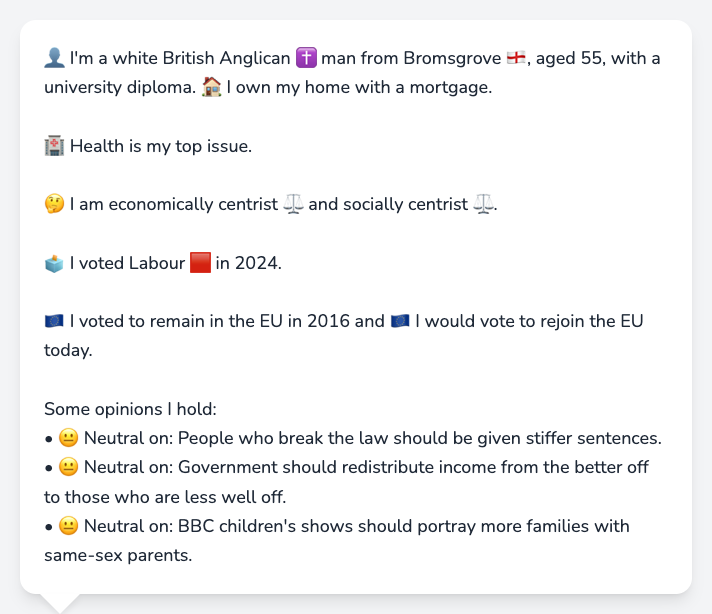 👤 I'm a white British Anglican ✝️ man from Bromsgrove 🏴󠁧󠁢󠁥󠁮󠁧󠁿, aged 55, with a
university diploma. 🏠 I own my home with a mortgage.
🏥 Health is my top issue.
🤔 I am economically centrist ⚖️ and socially centrist ⚖️.
🗳️ I voted Labour 🟥 in 2024.
🇪🇺 I voted to remain in the EU in 2016 and 🇪🇺 I would vote to rejoin the EU
today.
Some opinions I hold:
• 😐 Neutral on: People who break the law should be given stiffer sentences.
• 😐 Neutral on: Government should redistribute income from the better off
to those who are less well off.
• 😐 Neutral on: BBC children's shows should portray more families with
same-sex parents.